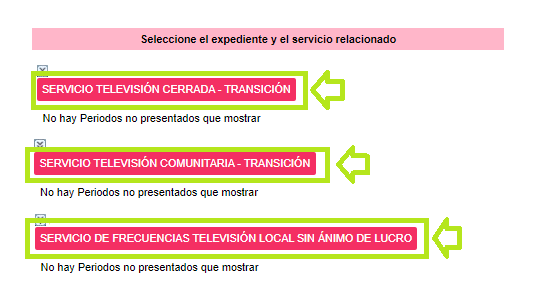 Seleccione el expediente y el servicio relacionado
SERVICIO TELEVISIÓN CERRADA - TRANSICIÓN
No hay Periodos no presentados que mostrar
SERVICIO TELEVISIÓN COMUNITARIA - TRANSICIÓN
No hay Periodos no presentados que mostrar
SERVICIO DE FRECUENCIAS TELEVISIÓN LOCAL SIN ÁNIMO DE LUCRO
No hay Periodos no presentados que mostrar